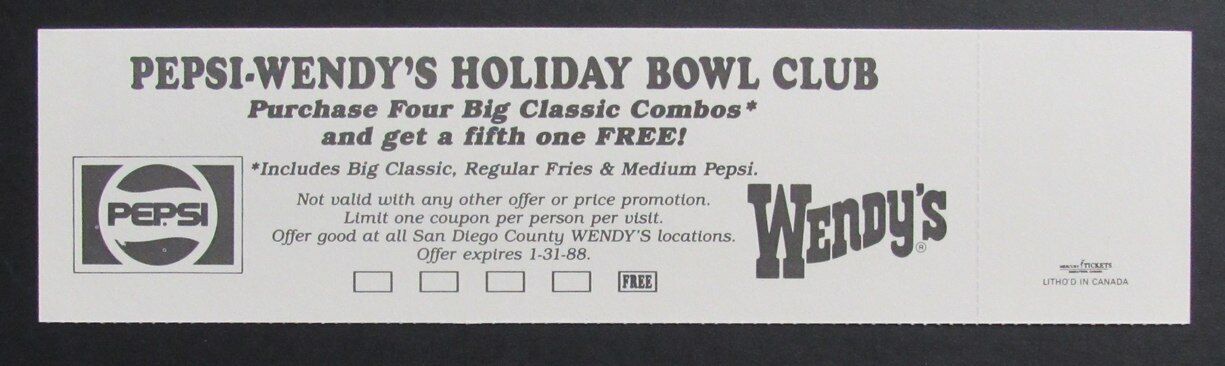 PEPSI-WENDY'S HOLIDAY BOWL CLUB
Purchase Four Big Classic Combos*
and get a fifth one FREE!
*Includes Big Classic, Regular Fries & Medium Pepsi.
Not valid with any other offer or price promotion.
Limit one coupon per person per visit.
Offer good at all San Diego County WENDY'S locations.
Offer expires 1-31-88.
FREE
PEPSI
WENDY'S®
MERCURY TICKETS
LITHO'D IN CANADA